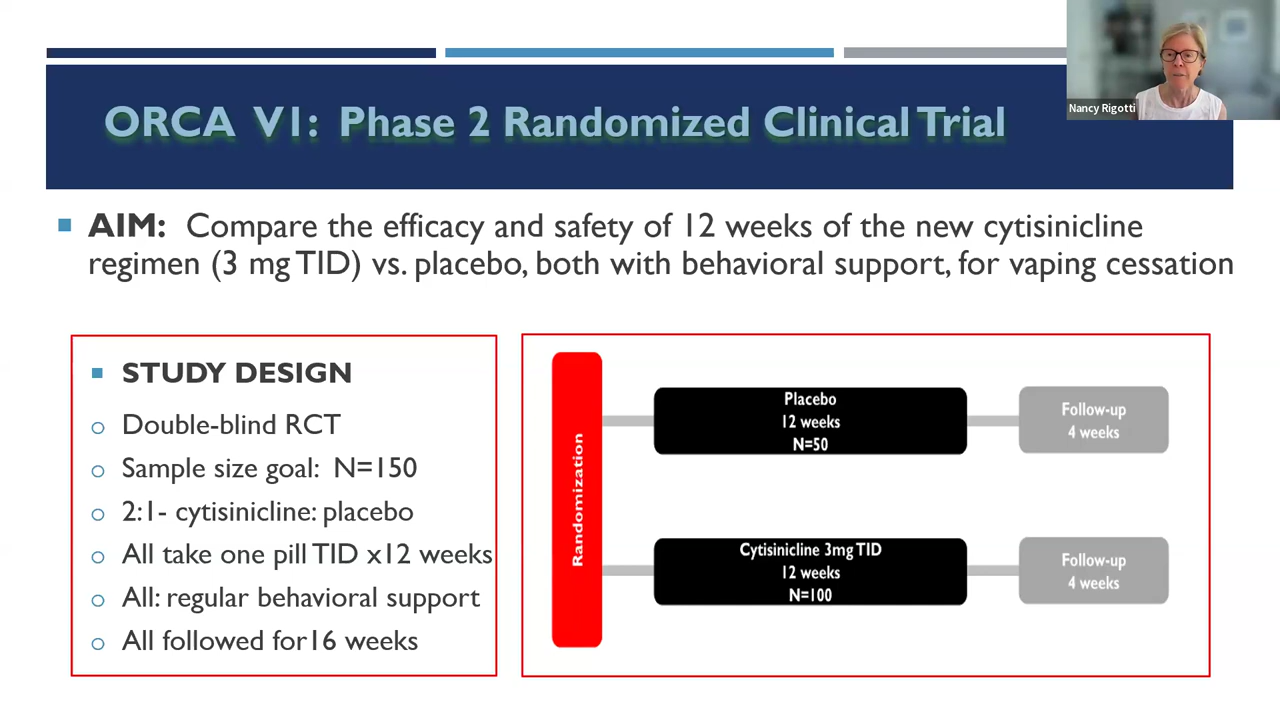 Nancy Rigotti
ORCA V1: Phase 2 Randomized Clinical Trial
AIM: Compare the efficacy and safety of 12 weeks of the new cytisinicline
regimen (3 mg TID) vs. placebo, both with behavioral support, for vaping cessation
STUDY DESIGN
Double-blind RCT
Sample size goal: N=150
2:1- cytisinicline: placebo
All take one pill TID x12 weeks
All: regular behavioral support
All followed for16 weeks
Randomization
Placebo
12 weeks
N=50
Follow-up
4 weeks
Cytisinicline 3mg TID
12 weeks
N=100
Follow-up
4 weeks